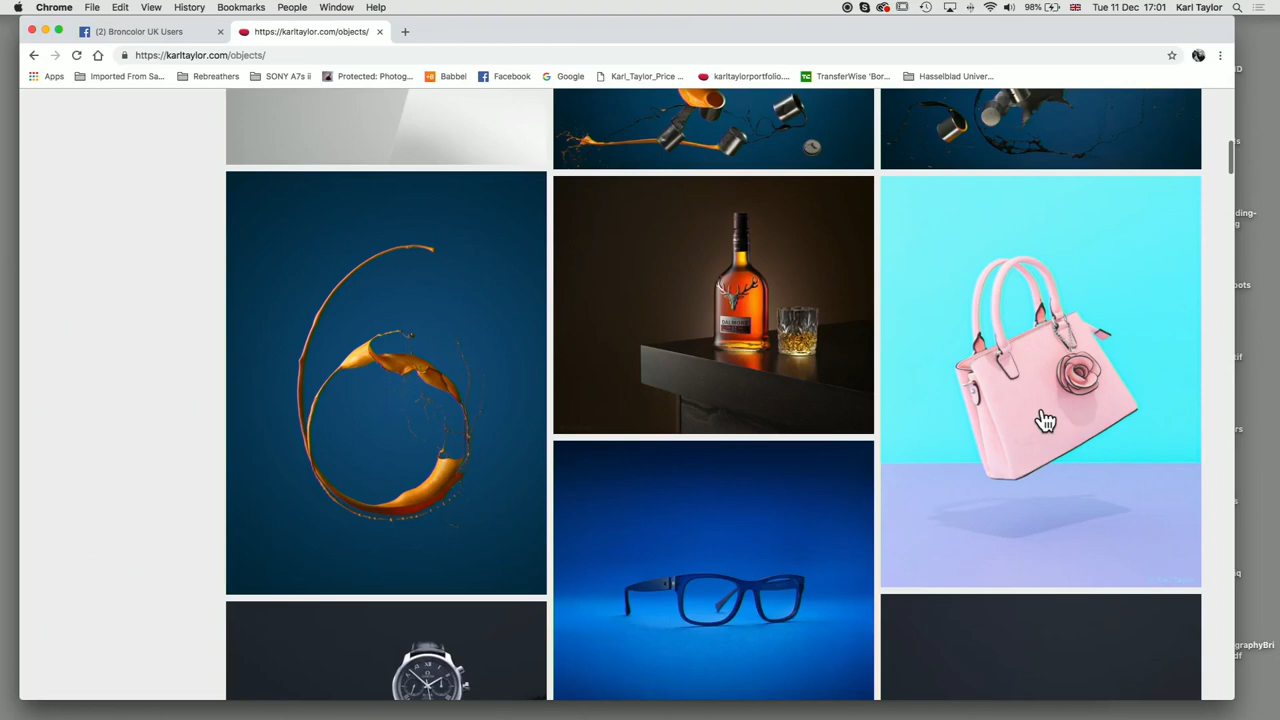 Chrome File Edit View History Bookmarks People Window Help 98% Tue 11 Dec 17:01 Karl Taylor
(2) Broncolor UK Users
https://karltaylor.com/objects/
https://karltaylor.com/objects/
Apps Imported From Sa... Rebreathers SONY A7s ii Protected: Photog... Babbel Facebook Google Karl_Taylor_Price ... karltaylorportfolio.... TransferWise 'Bor... Hasselblad Univer...
DALMORE